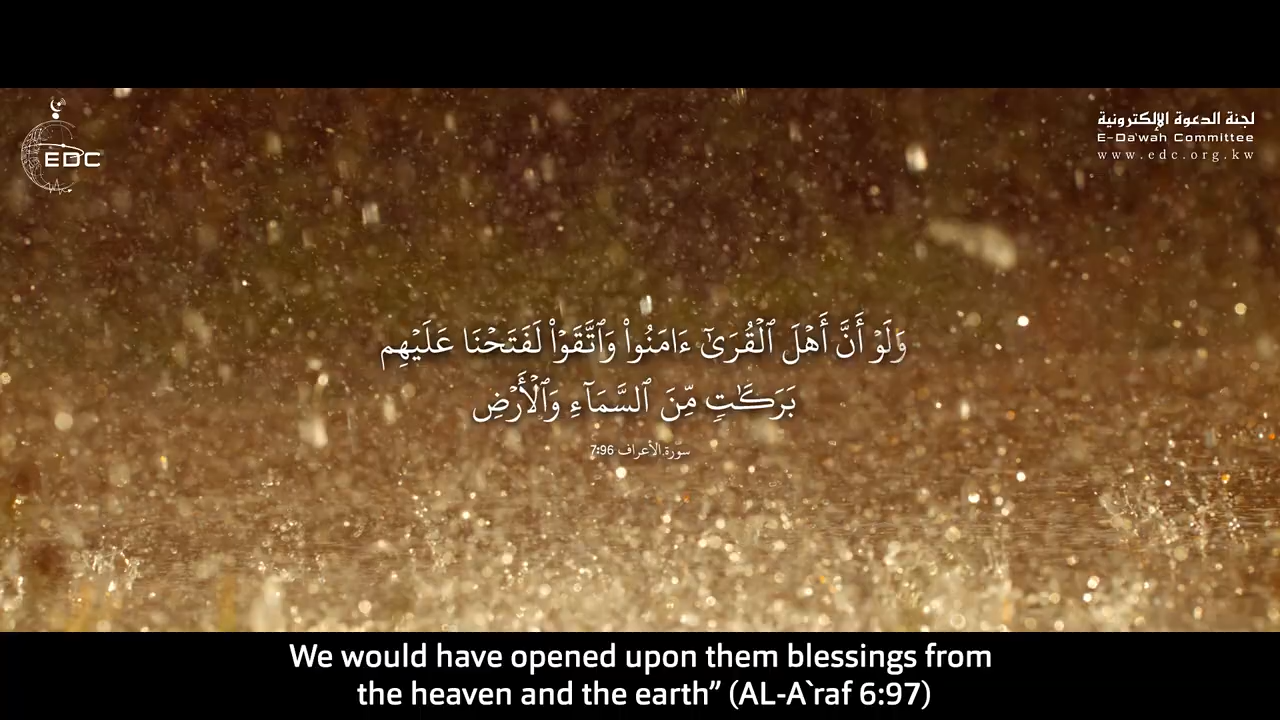 EDC
لجنة الدعوة الإلكترونية
E-Da'wah Committee
www.edc.org.kw
وَلَوْ أَنَّ أَهْلَ ٱلْقُرَىٰٓ ءَامَنُوا۟ وَٱتَّقَوْا۟ لَفَتَحْنَا عَلَيْهِم
بَرَكَـٰتٍ مِّنَ ٱلسَّمَآءِ وَٱلْأَرْضِ
سورة الأعراف 7:96
We would have opened upon them blessings from
the heaven and the earth” (AL-A`raf 6:97)